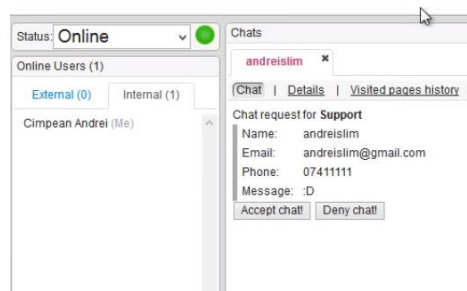 Status: Online
Online Users (1)
External (0) Internal (1)
Cimpean Andrei (Me)
Chats
andreislim ×
Chat | Details | Visited pages history
Chat request for Support
Name: andreislim
Email: andreislim@gmail.com
Phone: 07411111
Message: :D
Accept chat! Deny chat!